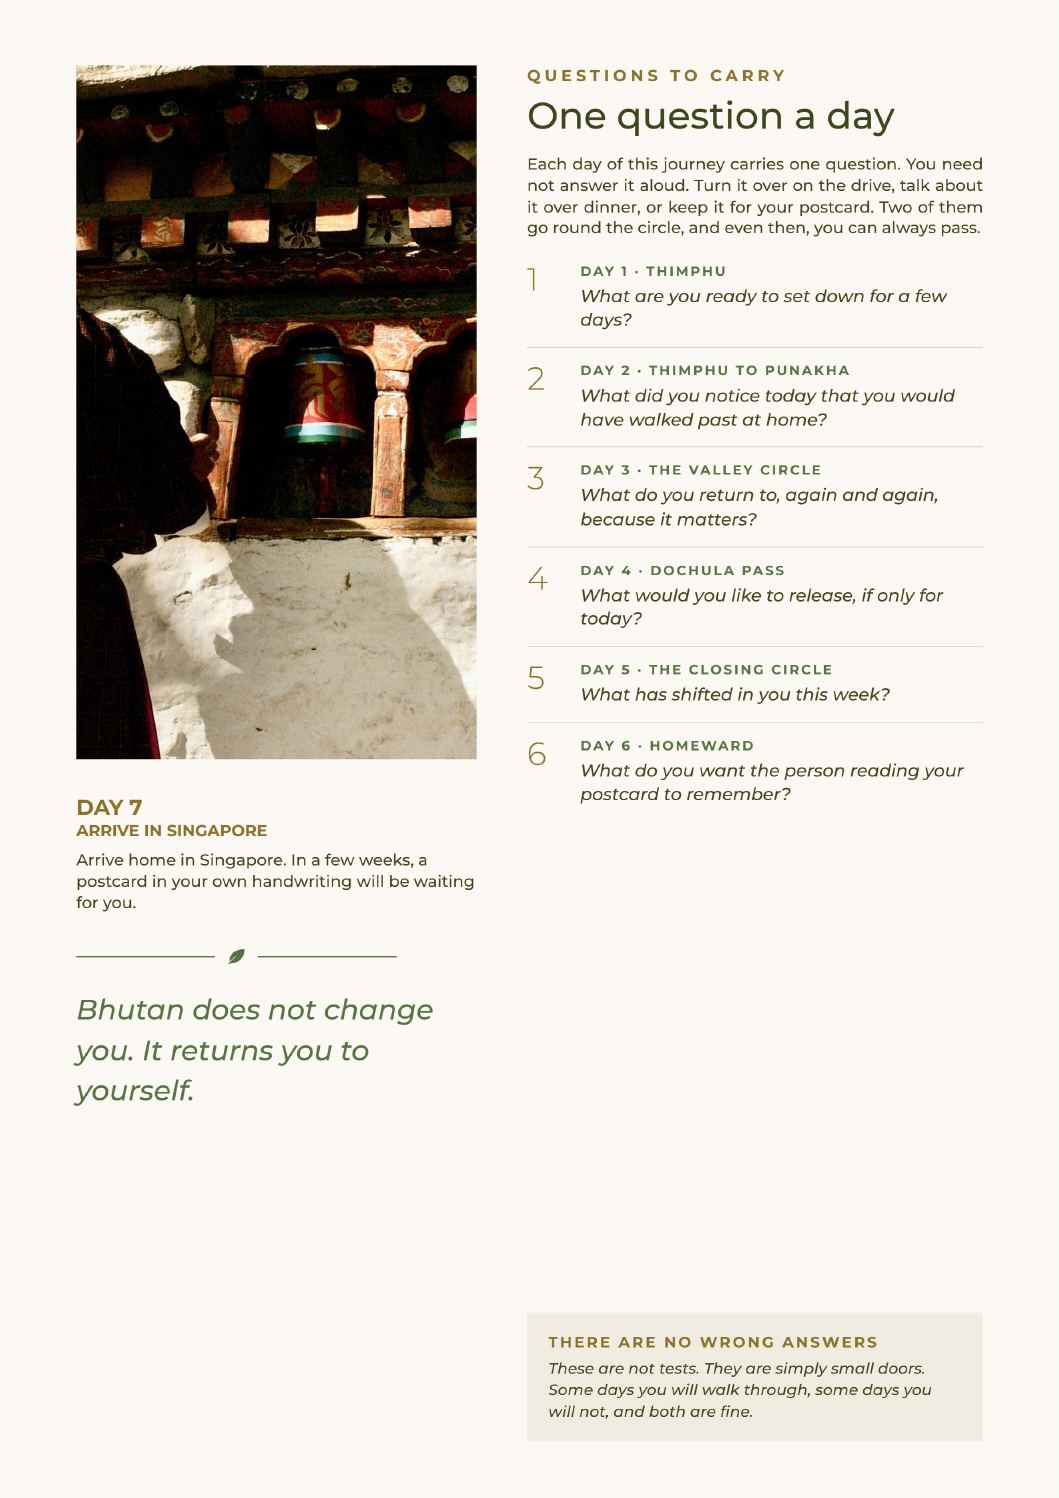 DAY 7
ARRIVE IN SINGAPORE
Arrive home in Singapore. In a few weeks, a
postcard in your own handwriting will be waiting
for you.
Bhutan does not change
you. It returns you to
yourself.
QUESTIONS TO CARRY
One question a day
Each day of this journey carries one question. You need
not answer it aloud. Turn it over on the drive, talk about
it over dinner, or keep it for your postcard. Two of them
go round the circle, and even then, you can always pass.
1
DAY 1 · THIMPHU
What are you ready to set down for a few
days?
2
DAY 2 · THIMPHU TO PUNAKHA
What did you notice today that you would
have walked past at home?
3
DAY 3 · THE VALLEY CIRCLE
What do you return to, again and again,
because it matters?
4
DAY 4 · DOCHULA PASS
What would you like to release, if only for
today?
5
DAY 5 · THE CLOSING CIRCLE
What has shifted in you this week?
6
DAY 6 · HOMEWARD
What do you want the person reading your
postcard to remember?
THERE ARE NO WRONG ANSWERS
These are not tests. They are simply small doors.
Some days you will walk through, some days you
will not, and both are fine.